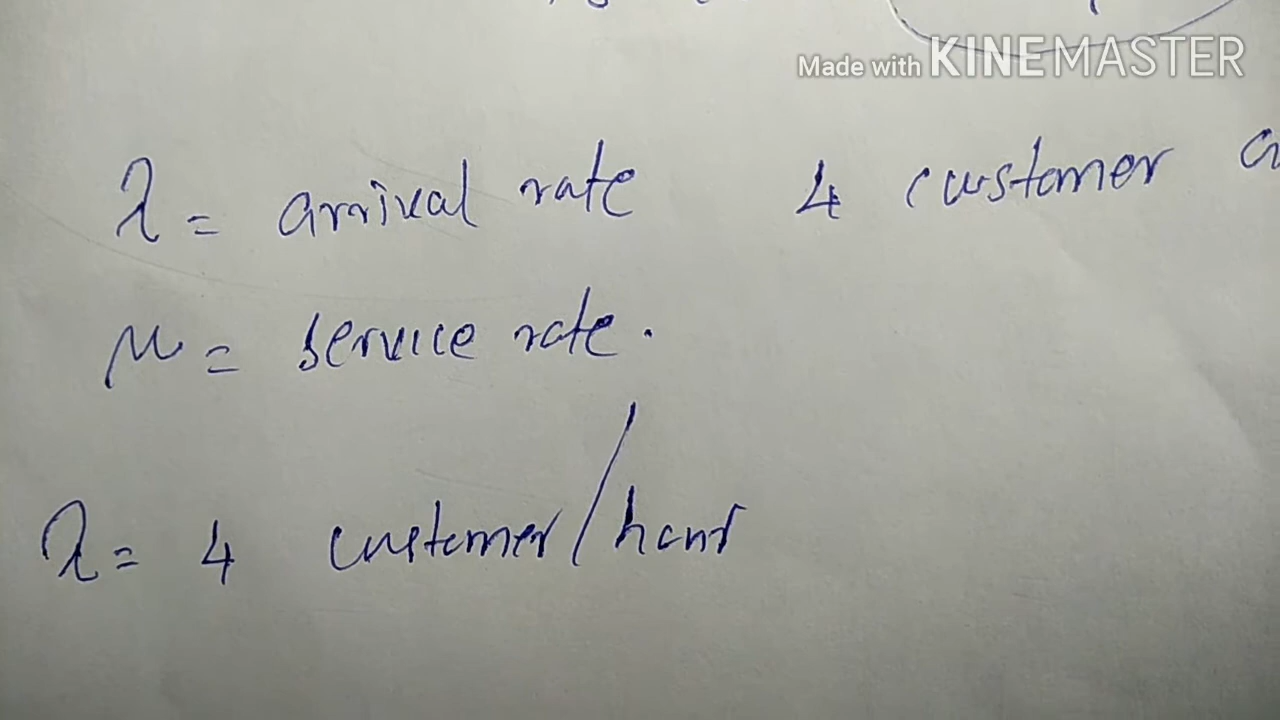 Made with KINEMASTER
λ = arrival rate 4 customer
μ = service rate.
λ = 4 customer/hour